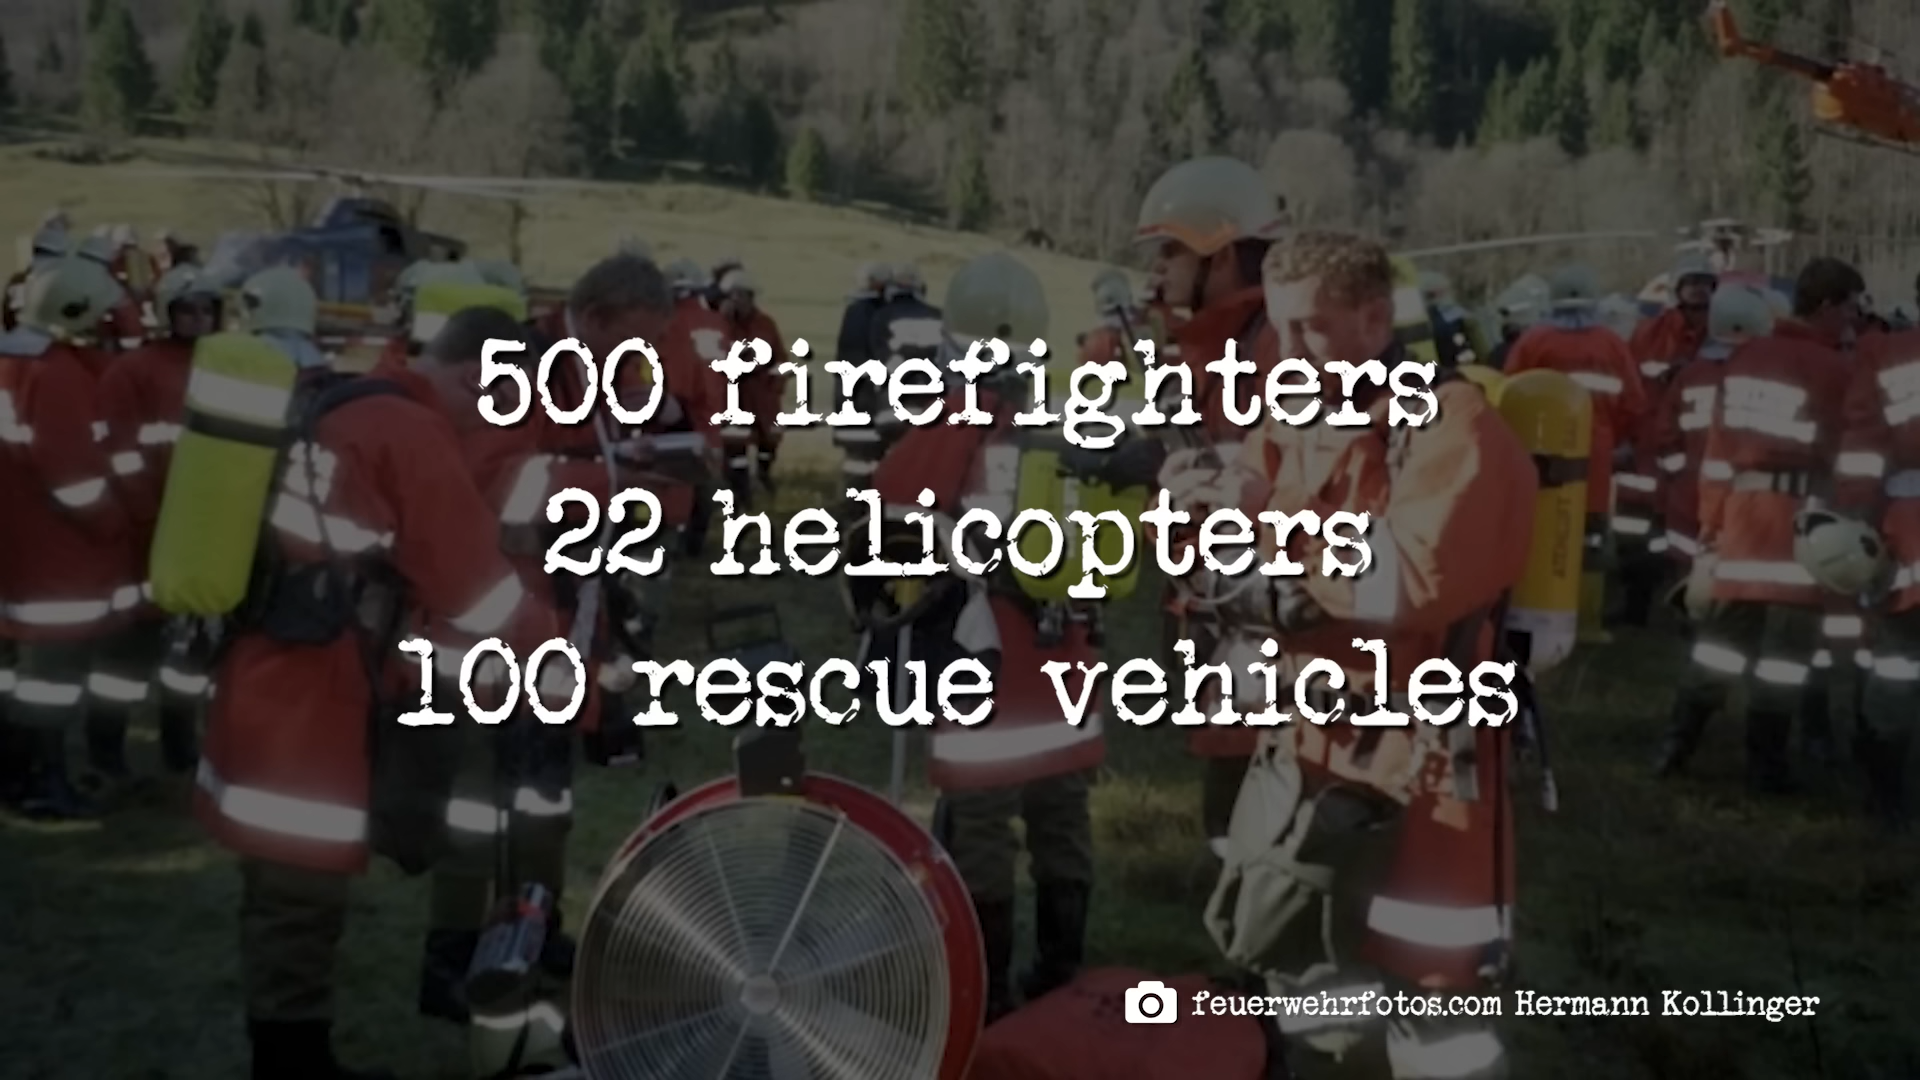 500 firefighters
22 helicopters
100 rescue vehicles
feuerwehrfotos.com Hermann Kollinger